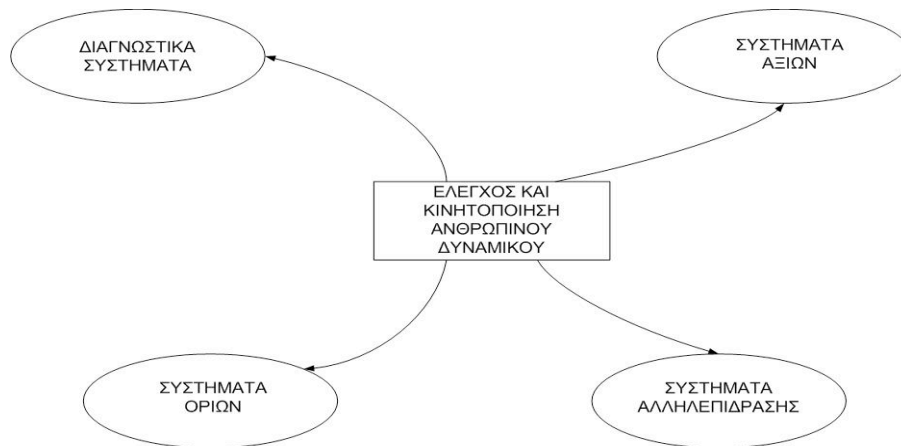 ΔΙΑΓΝΩΣΤΙΚΑ
ΣΥΣΤΗΜΑΤΑ
ΣΥΣΤΗΜΑΤΑ
ΑΞΙΩΝ
ΕΛΕΓΧΟΣ ΚΑΙ
ΚΙΝΗΤΟΠΟΙΗΣΗ
ΑΝΘΡΩΠΙΝΟΥ
ΔΥΝΑΜΙΚΟΥ
ΣΥΣΤΗΜΑΤΑ
ΟΡΙΩΝ
ΣΥΣΤΗΜΑΤΑ
ΑΛΛΗΛΕΠΙΔΡΑΣΗΣ